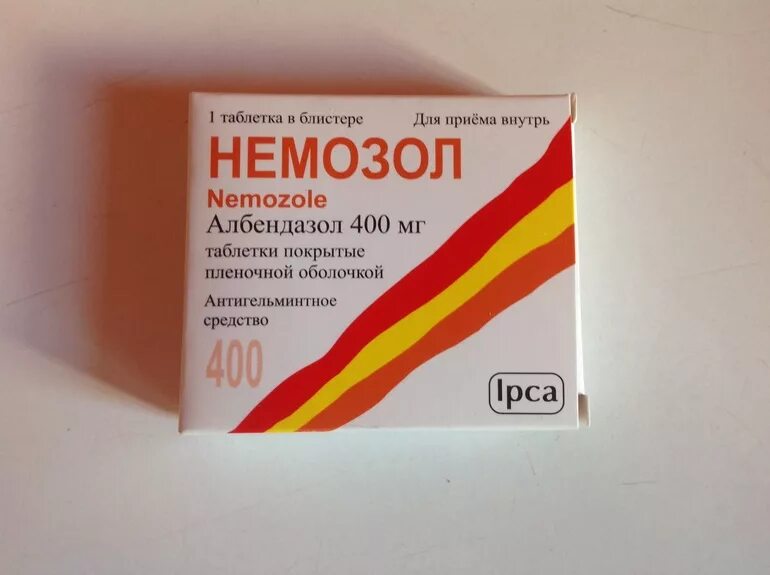 1 таблетка в блистере Для приёма внутрь
НЕМОЗОЛ
Nemozole
Албендазол 400 мг
таблетки покрытые
пленочной оболочкой
Антигельминтное
средство
400
Ipca